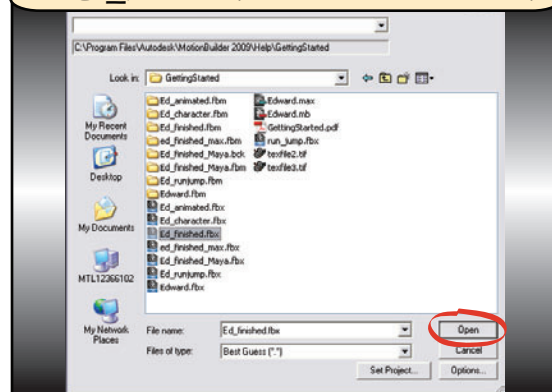 C:\Program Files\Autodesk\MotionBuilder 2009\Help\GettingStarted
Look in: GettingStarted
My Recent Documents
Desktop
My Documents
MTL12366102
My Network Places
Ed_animated.fbm
Ed_character.fbm
Ed_finished.fbm
ed_finished_max.fbm
Ed_finished_Maya.bck
Ed_finished_Maya.fbm
Ed_runjump.fbm
Edward.fbm
Ed_animated.fbx
Ed_character.fbx
Ed_finished.fbx
ed_finished_max.fbx
Ed_finished_Maya.fbx
Ed_runjump.fbx
Edward.fbx
Edward.max
Edward.mb
GettingStarted.pdf
run_jump.fbx
texfile2.tif
texfile3.tif
File name: Ed_finished.fbx
Open
Files of type: Best Guess (".")
Cancel
Set Project...
Options...